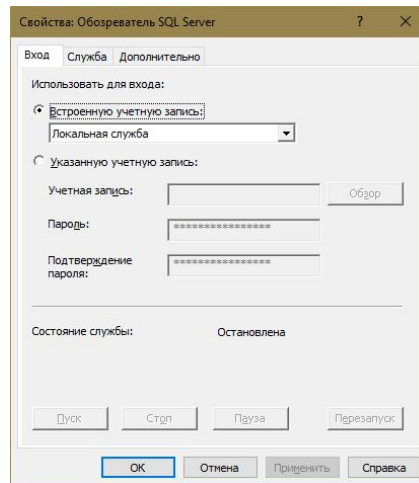 Свойства: Обозреватель SQL Server ? ×
Вход Служба Дополнительно
Использовать для входа:
Встроенную учетную запись:
Локальная служба
Указанную учетную запись:
Учетная запись: Обзор
Пароль: ****************
Подтверждение
пароля: ****************
Состояние службы: Остановлена
Пуск Стоп Пауза Перезапуск
ОК Отмена Применить Справка